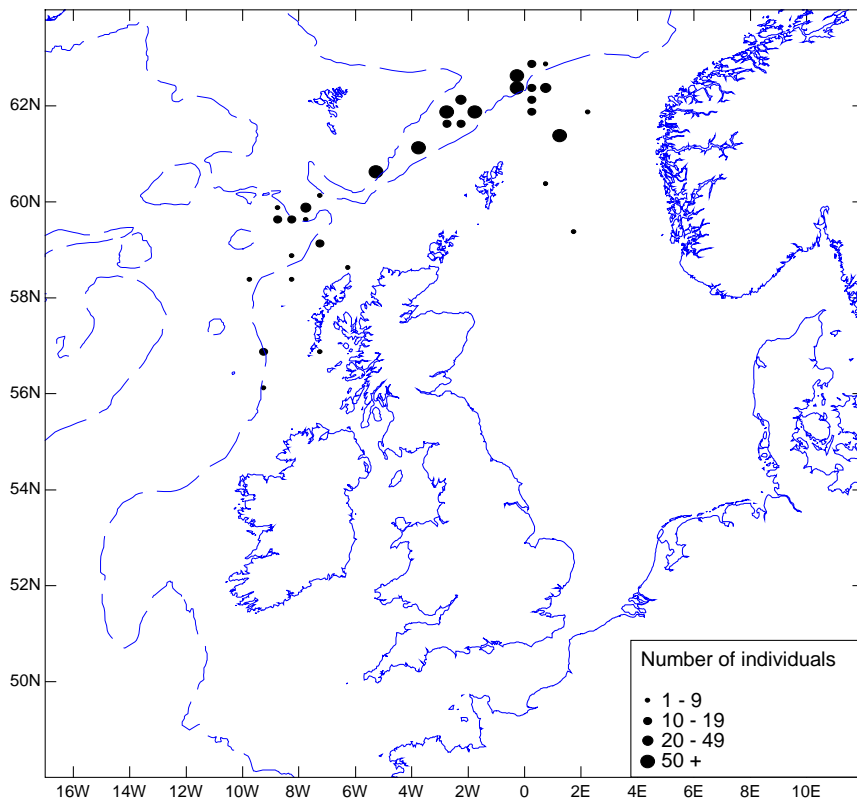 62N
60N
58N
56N
54N
52N
50N
Number of individuals
1 - 9
10 - 19
20 - 49
50 +
16W 14W 12W 10W 8W 6W 4W 2W 0 2E 4E 6E 8E 10E